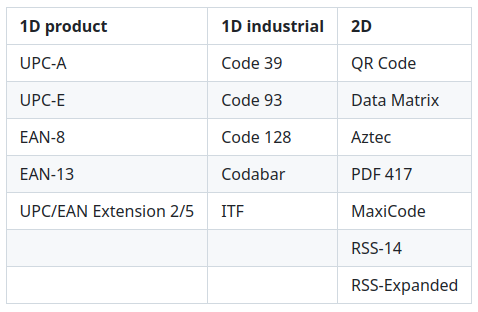 1D product 1D industrial 2D
UPC-A Code 39 QR Code
UPC-E Code 93 Data Matrix
EAN-8 Code 128 Aztec
EAN-13 Codabar PDF 417
UPC/EAN Extension 2/5 ITF MaxiCode
RSS-14
RSS-Expanded